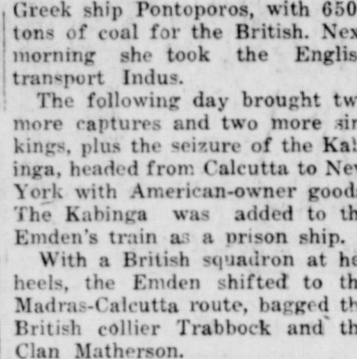 Greek ship Pontoporos, with 650
tons of coal for the British. Nex
morning she took the Englis
transport Indus.
The following day brought tw
more captures and two more sin
kings, plus the seizure of the Kab
inga, headed from Calcutta to Nev
York with American-owner good
The Kabinga was added to th
Emden's train as a prison ship.
With a British squadron at he
heels, the Emden shifted to th
Madras-Calcutta route, bagged th
British collier Trabbock and th
Clan Matherson.